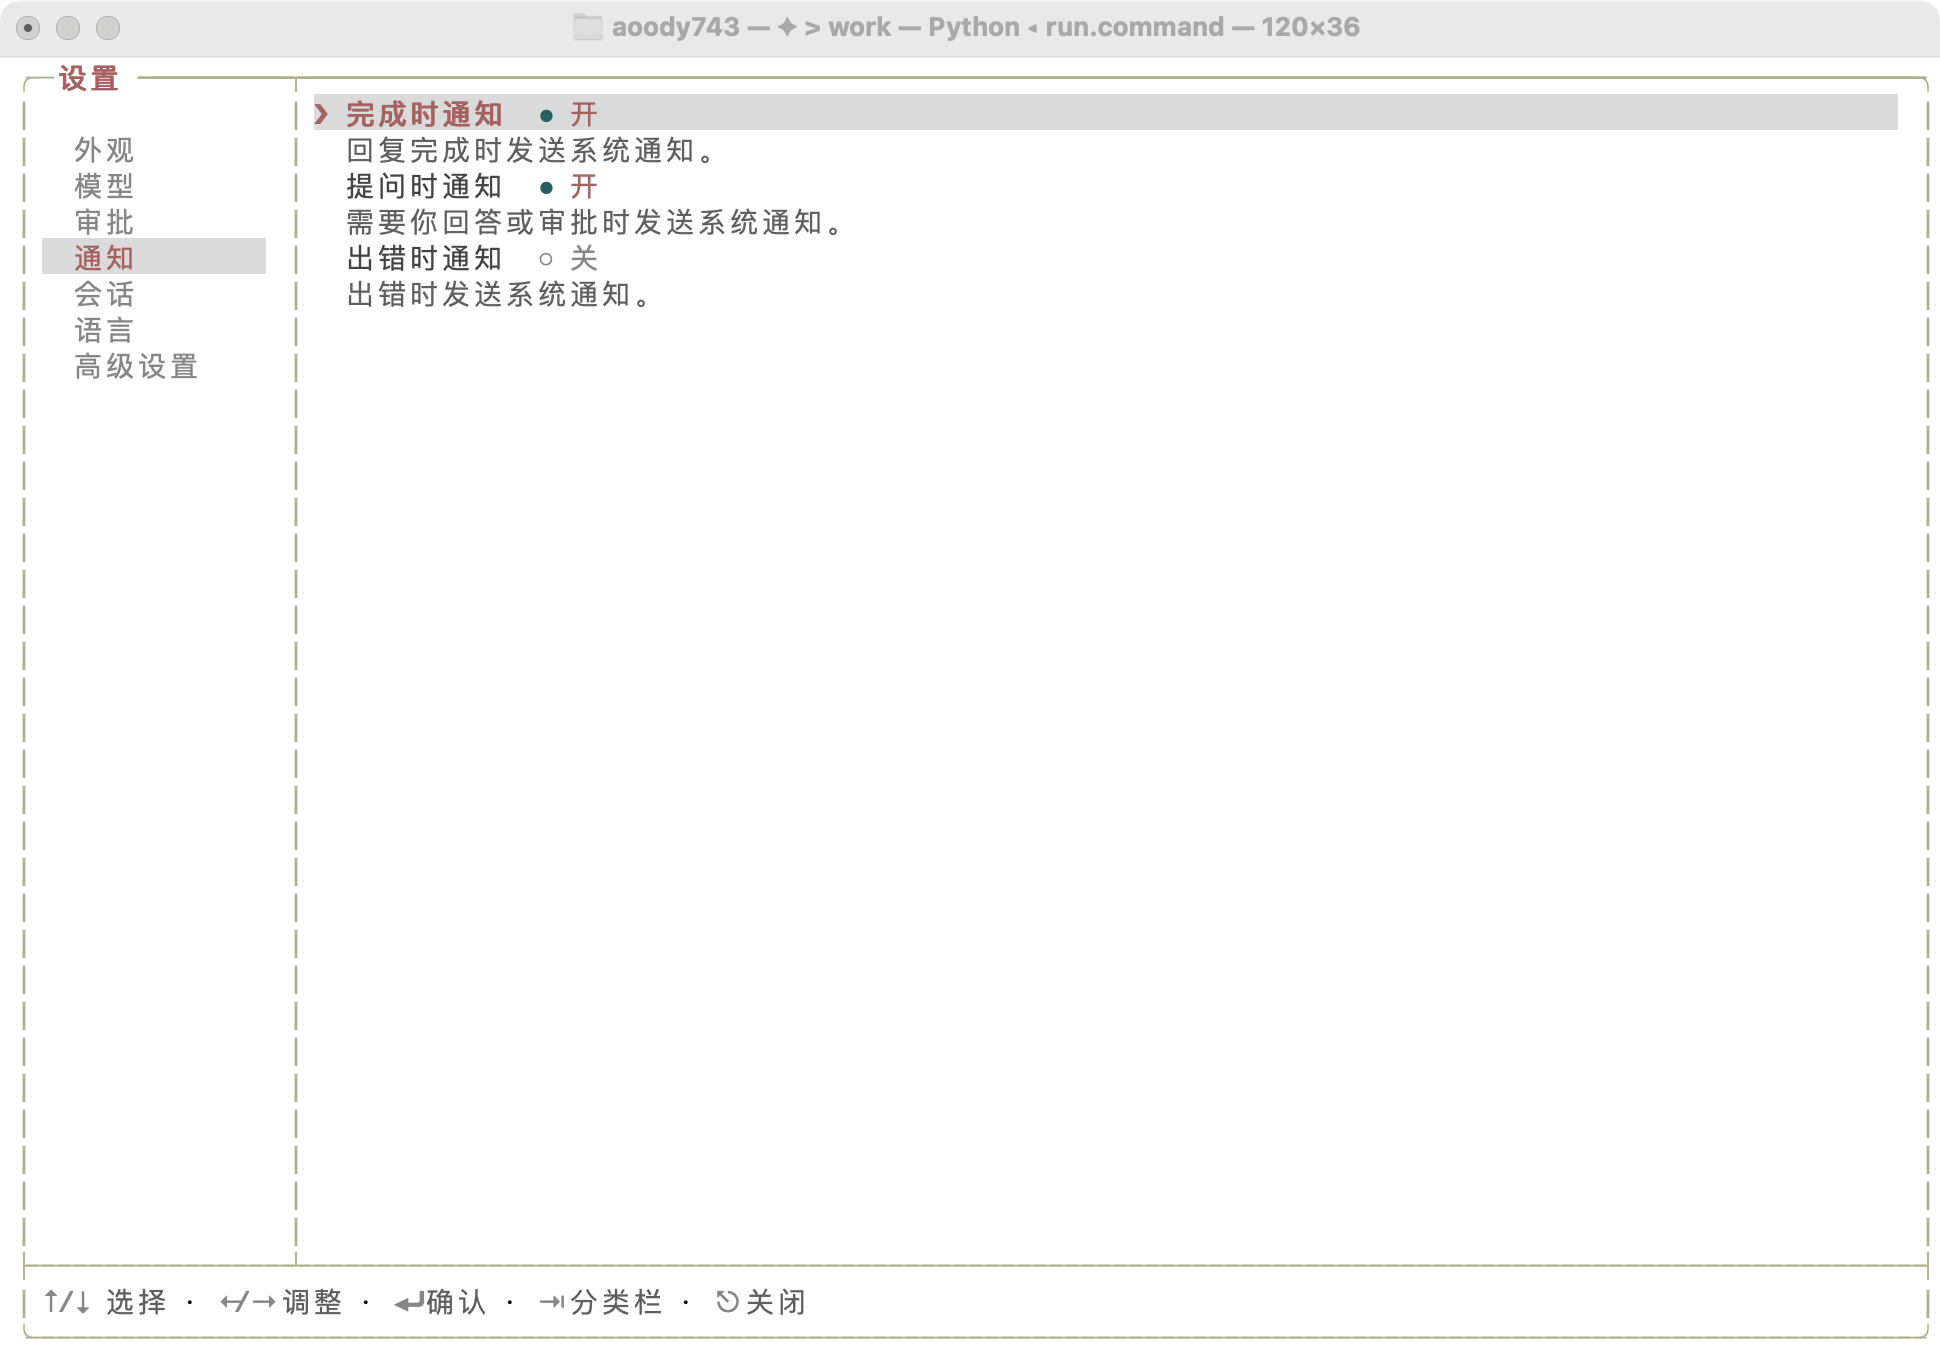 aoody743 — ✦ > work — Python ◂ run.command — 120×36
设置
外观
模型
审批
通知
会话
语言
高级设置
❯ 完成时通知 ● 开
回复完成时发送系统通知。
提问时通知 ● 开
需要你回答或审批时发送系统通知。
出错时通知 ○ 关
出错时发送系统通知。
↑/↓ 选择 · ←/→ 调整 · ↵ 确认 · ⇥ 分类栏 · ⎋ 关闭